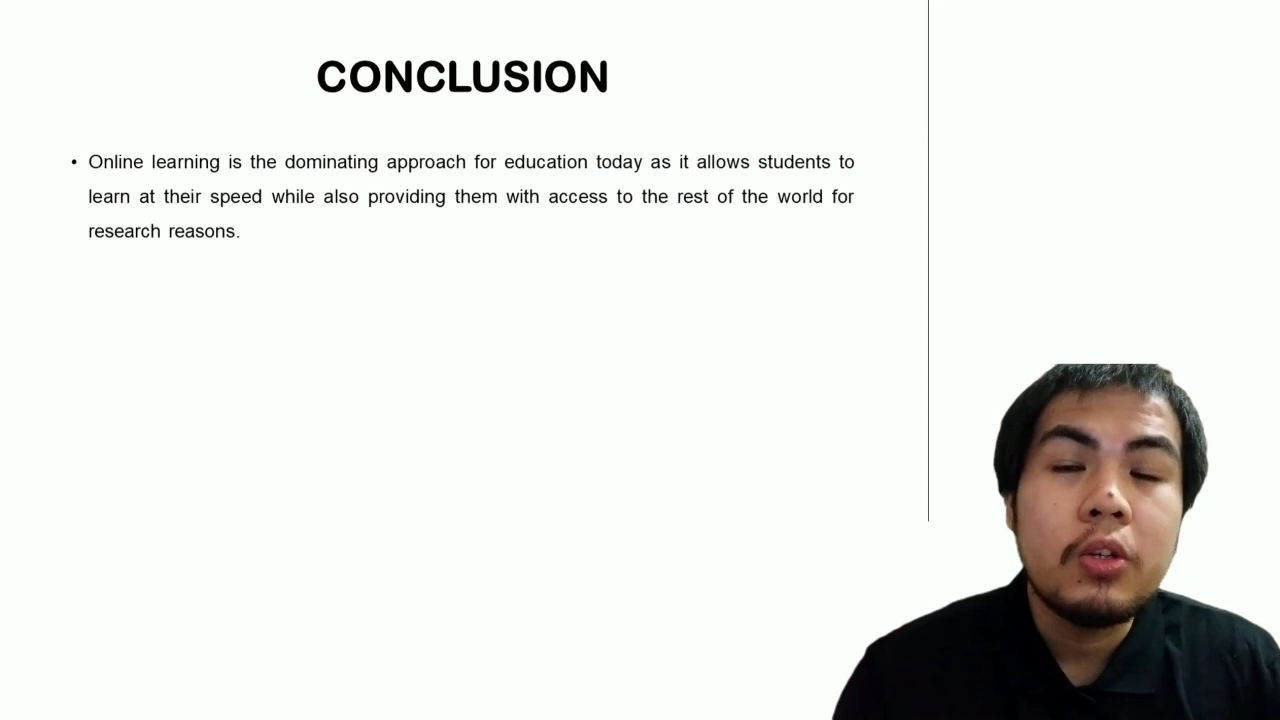 CONCLUSION
• Online learning is the dominating approach for education today as it allows students to
learn at their speed while also providing them with access to the rest of the world for
research reasons.